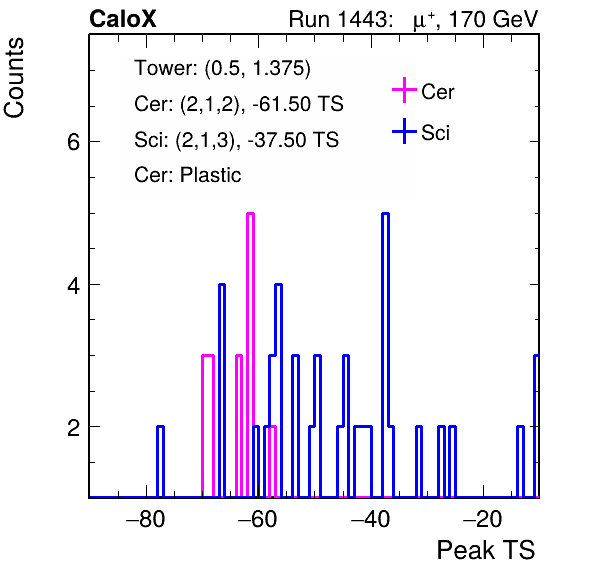 CaloX Run 1443: μ⁺, 170 GeV
Counts
Tower: (0.5, 1.375)
Cer: (2,1,2), -61.50 TS
Sci: (2,1,3), -37.50 TS
Cer: Plastic
Cer
Sci
6
4
2
−80 −60 −40 −20
Peak TS